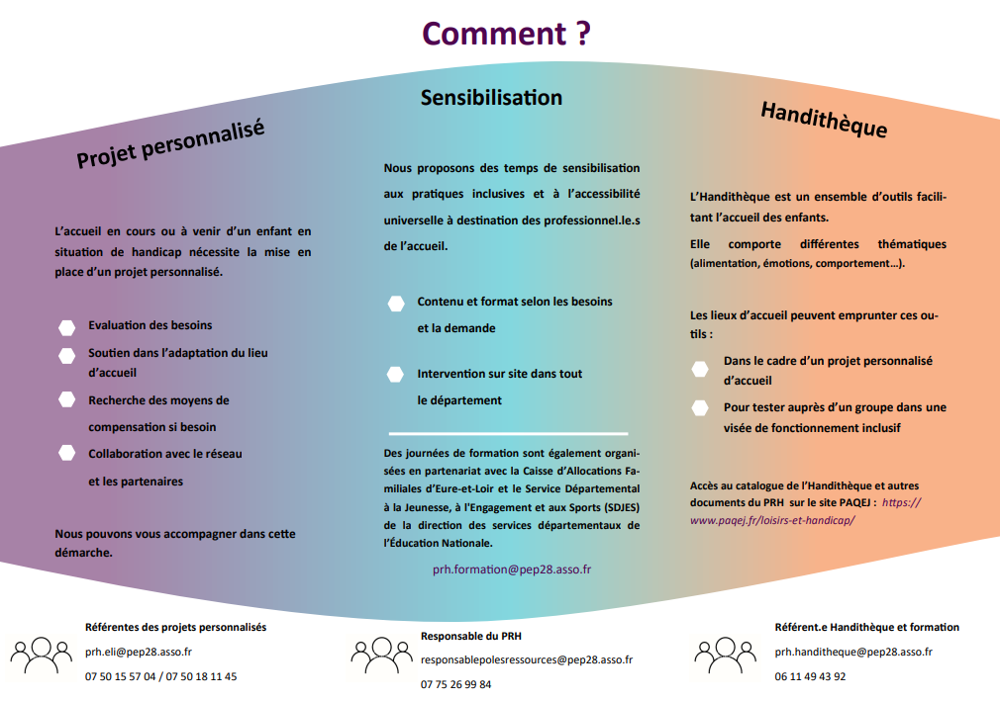 Comment ?
Projet personnalisé
L’accueil en cours ou à venir d’un enfant en
situation de handicap nécessite la mise en
place d’un projet personnalisé.
Evaluation des besoins
Soutien dans l’adaptation du lieu
d’accueil
Recherche des moyens de
compensation si besoin
Collaboration avec le réseau
et les partenaires
Nous pouvons vous accompagner dans cette
démarche.
Sensibilisation
Nous proposons des temps de sensibilisation
aux pratiques inclusives et à l’accessibilité
universelle à destination des professionnel.le.s
de l’accueil.
Contenu et format selon les besoins
et la demande
Intervention sur site dans tout
le département
Des journées de formation sont également organi-
sées en partenariat avec la Caisse d’Allocations Fa-
miliales d’Eure-et-Loir et le Service Départemental
à la Jeunesse, à l'Engagement et aux Sports (SDJES)
de la direction des services départementaux de
l’Éducation Nationale.
prh.formation@pep28.asso.fr
Handithèque
L’Handithèque est un ensemble d’outils facili-
tant l’accueil des enfants.
Elle comporte différentes thématiques
(alimentation, émotions, comportement…).
Les lieux d’accueil peuvent emprunter ces ou-
tils :
Dans le cadre d’un projet personnalisé
d’accueil
Pour tester auprès d’un groupe dans une
visée de fonctionnement inclusif
Accès au catalogue de l’Handithèque et autres
documents du PRH sur le site PAQEJ : https://
www.paqej.fr/loisirs-et-handicap/
Référentes des projets personnalisés
prh.eli@pep28.asso.fr
07 50 15 57 04 / 07 50 18 11 45
Responsable du PRH
responsablepolesressources@pep28.asso.fr
07 75 26 99 84
Référent.e Handithèque et formation
prh.handitheque@pep28.asso.fr
06 11 49 43 92